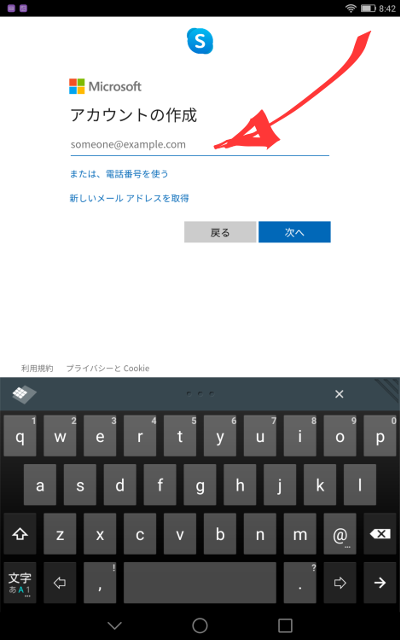 8:42
S
Microsoft
アカウントの作成
someone@example.com
または、電話番号を使う
新しいメール アドレスを取得
戻る 次へ
利用規約 プライバシーと Cookie
1 2 3 4 5 6 7 8 9 0
q w e r t y u i o p
a s d f g h j k l
z x c v b n m @
文字 , ! . ?
あ A 1